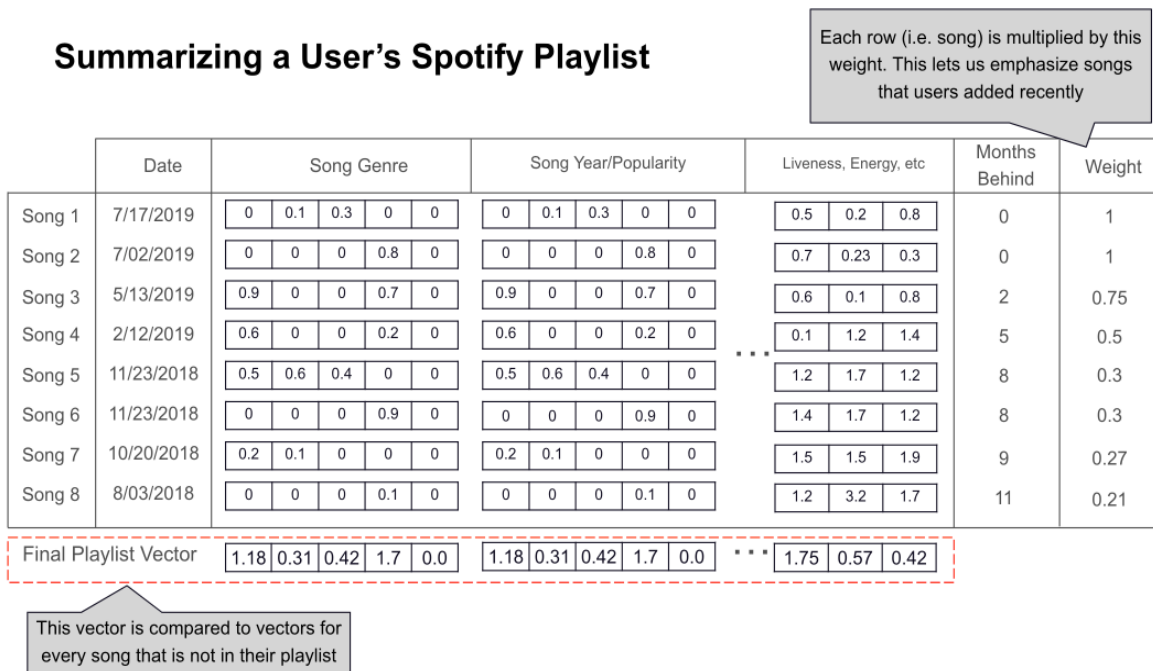 Summarizing a User's Spotify Playlist
Each row (i.e. song) is multiplied by this
weight. This lets us emphasize songs
that users added recently
Date Song Genre Song Year/Popularity Liveness, Energy, etc Months Behind Weight
Song 1 7/17/2019 0 0.1 0.3 0 0 0 0.1 0.3 0 0 0.5 0.2 0.8 0 1
Song 2 7/02/2019 0 0 0 0.8 0 0 0 0 0.8 0 0.7 0.23 0.3 0 1
Song 3 5/13/2019 0.9 0 0 0.7 0 0.9 0 0 0.7 0 0.6 0.1 0.8 2 0.75
Song 4 2/12/2019 0.6 0 0 0.2 0 0.6 0 0 0.2 0 0.1 1.2 1.4 5 0.5
...
Song 5 11/23/2018 0.5 0.6 0.4 0 0 0.5 0.6 0.4 0 0 1.2 1.7 1.2 8 0.3
Song 6 11/23/2018 0 0 0 0.9 0 0 0 0 0.9 0 1.4 1.7 1.2 8 0.3
Song 7 10/20/2018 0.2 0.1 0 0 0 0.2 0.1 0 0 0 1.5 1.5 1.9 9 0.27
Song 8 8/03/2018 0 0 0 0.1 0 0 0 0 0.1 0 1.2 3.2 1.7 11 0.21
Final Playlist Vector 1.18 0.31 0.42 1.7 0.0 1.18 0.31 0.42 1.7 0.0 ... 1.75 0.57 0.42
This vector is compared to vectors for
every song that is not in their playlist